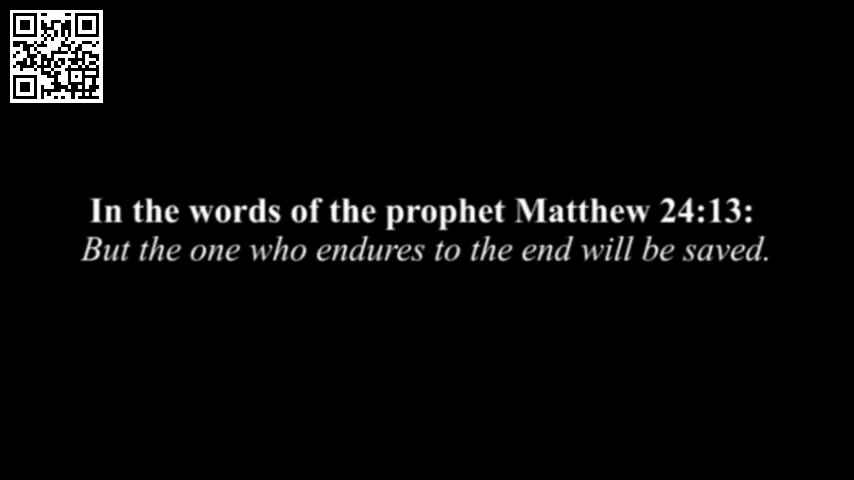 In the words of the prophet Matthew 24:13:
But the one who endures to the end will be saved.